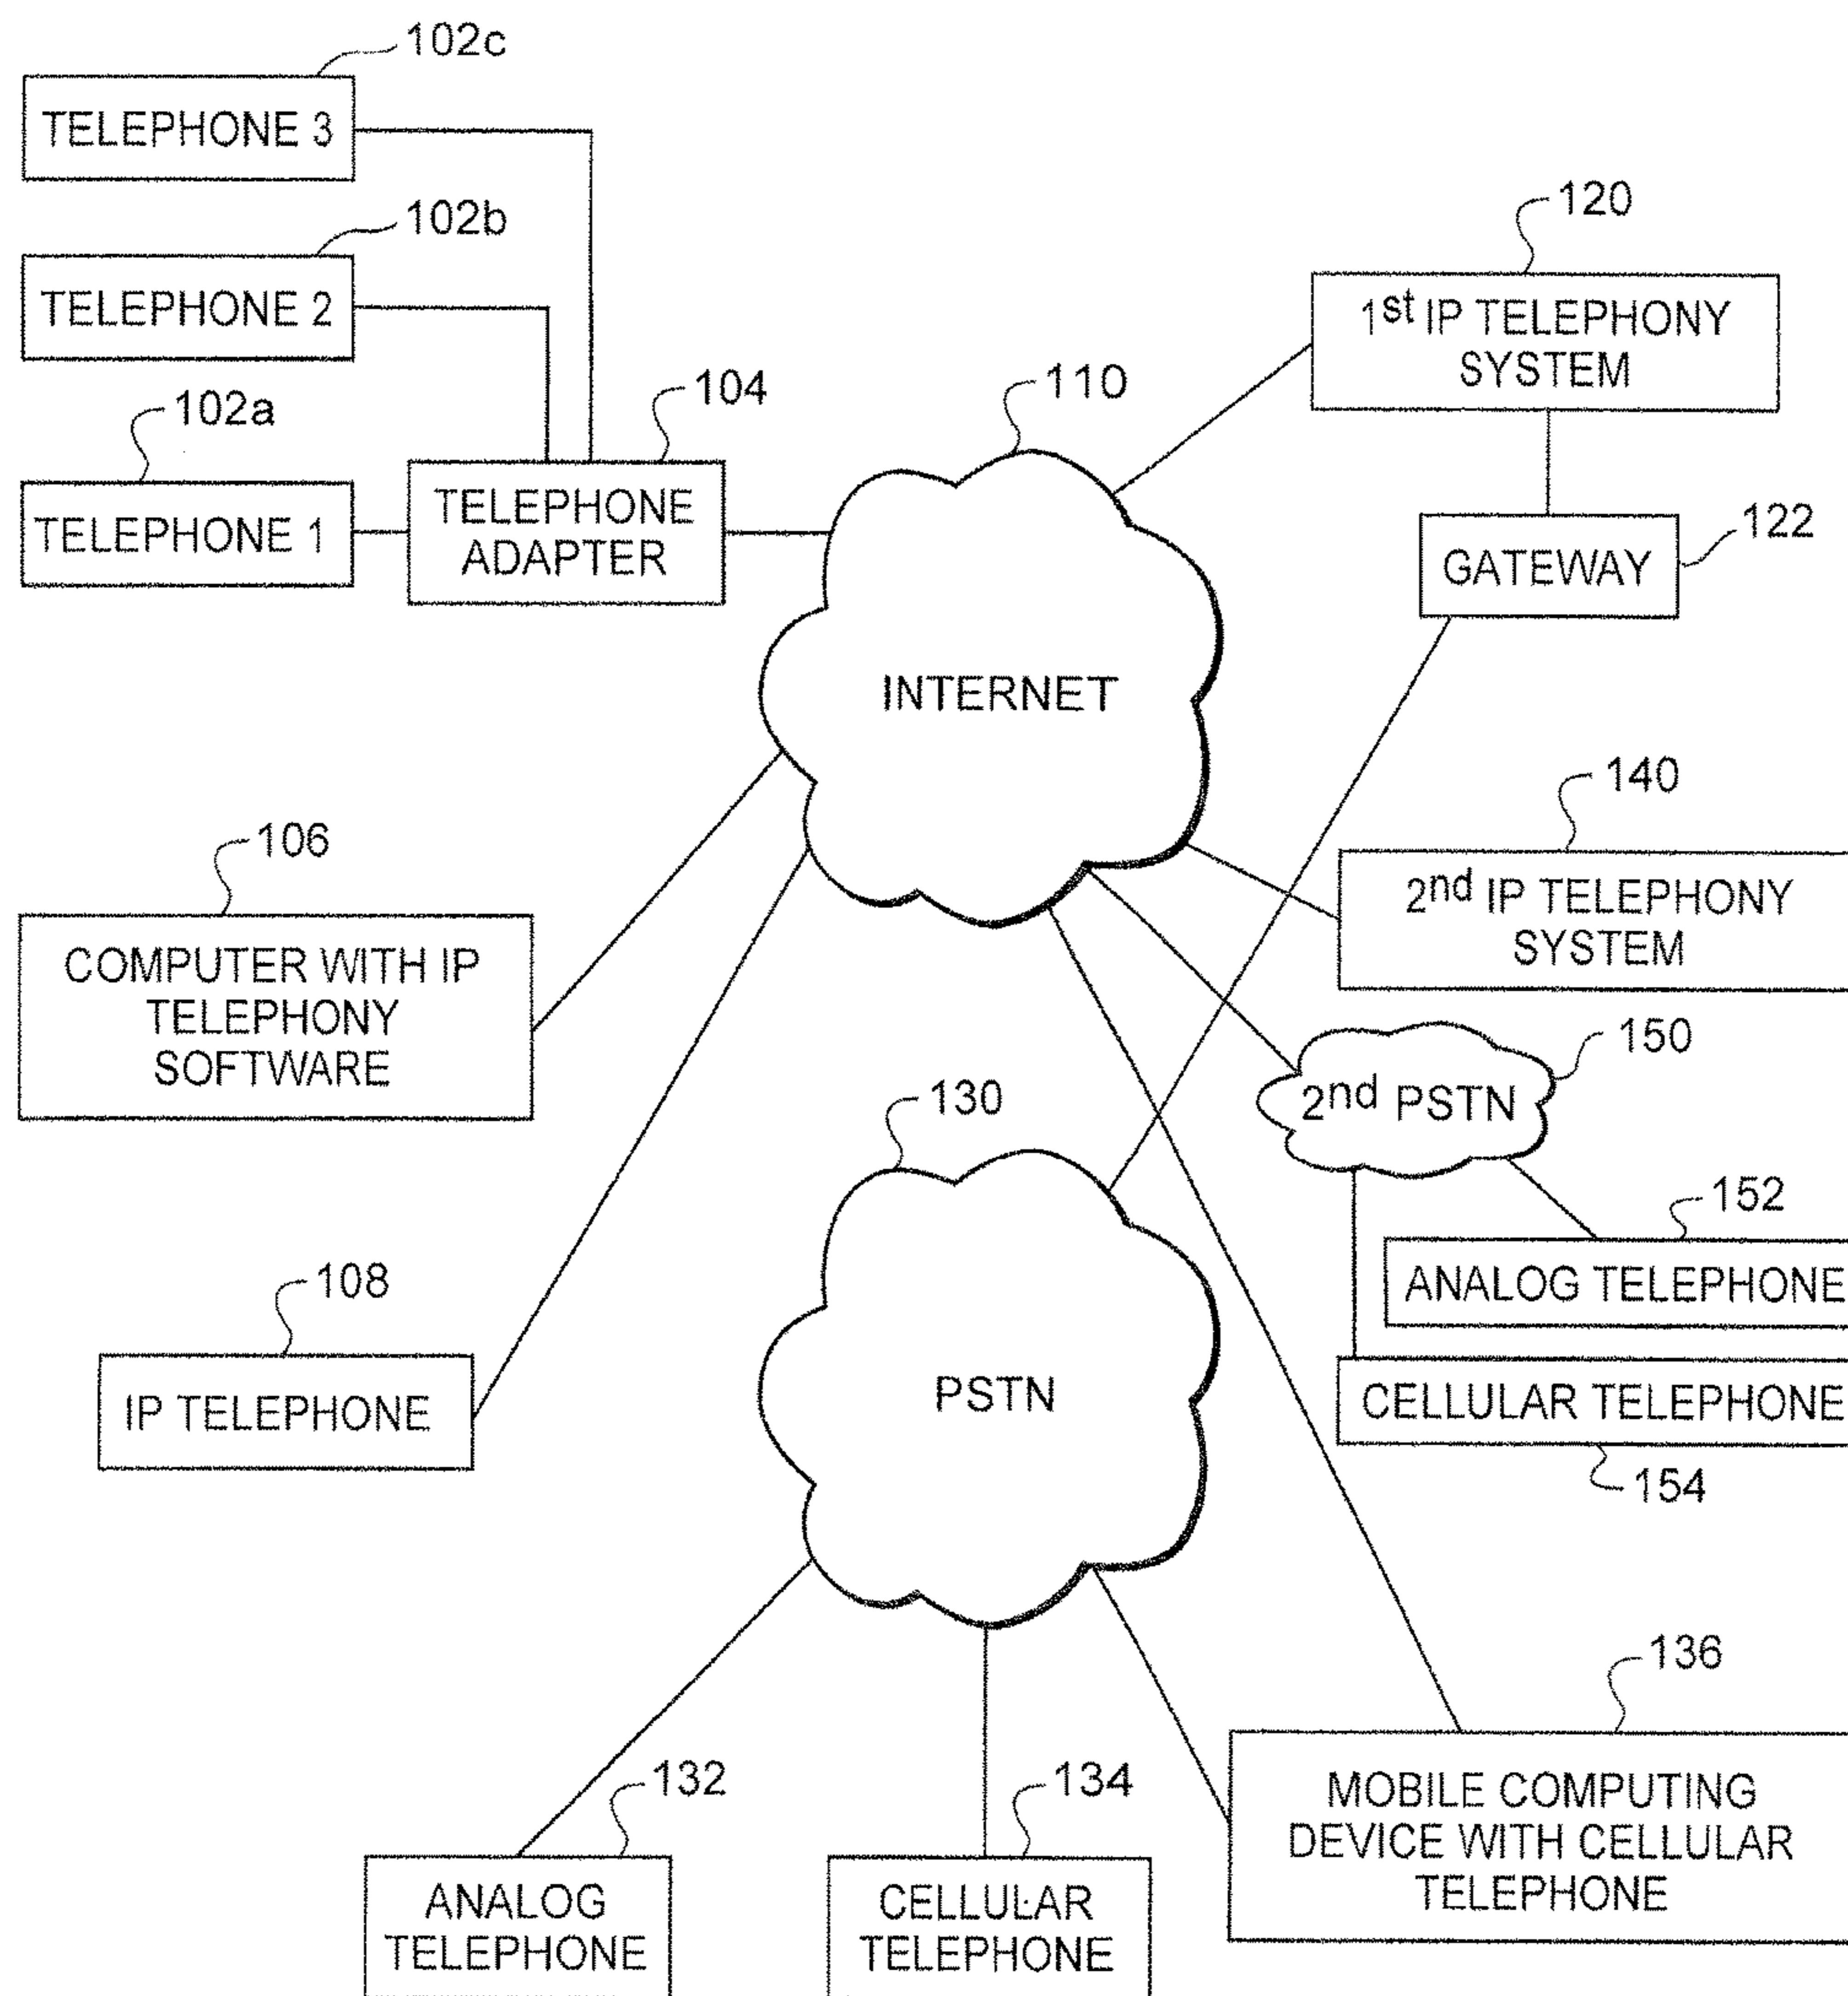 102c
TELEPHONE 3
102b
TELEPHONE 2
102a
TELEPHONE 1
104
TELEPHONE
ADAPTER
110
INTERNET
120
1st IP TELEPHONY
SYSTEM
122
GATEWAY
140
2nd IP TELEPHONY
SYSTEM
106
COMPUTER WITH IP
TELEPHONY
SOFTWARE
150
2nd PSTN
130
PSTN
152
ANALOG TELEPHONE
108
IP TELEPHONE
CELLULAR TELEPHONE
154
136
MOBILE COMPUTING
DEVICE WITH CELLULAR
TELEPHONE
132
ANALOG
TELEPHONE
134
CELLULAR
TELEPHONE